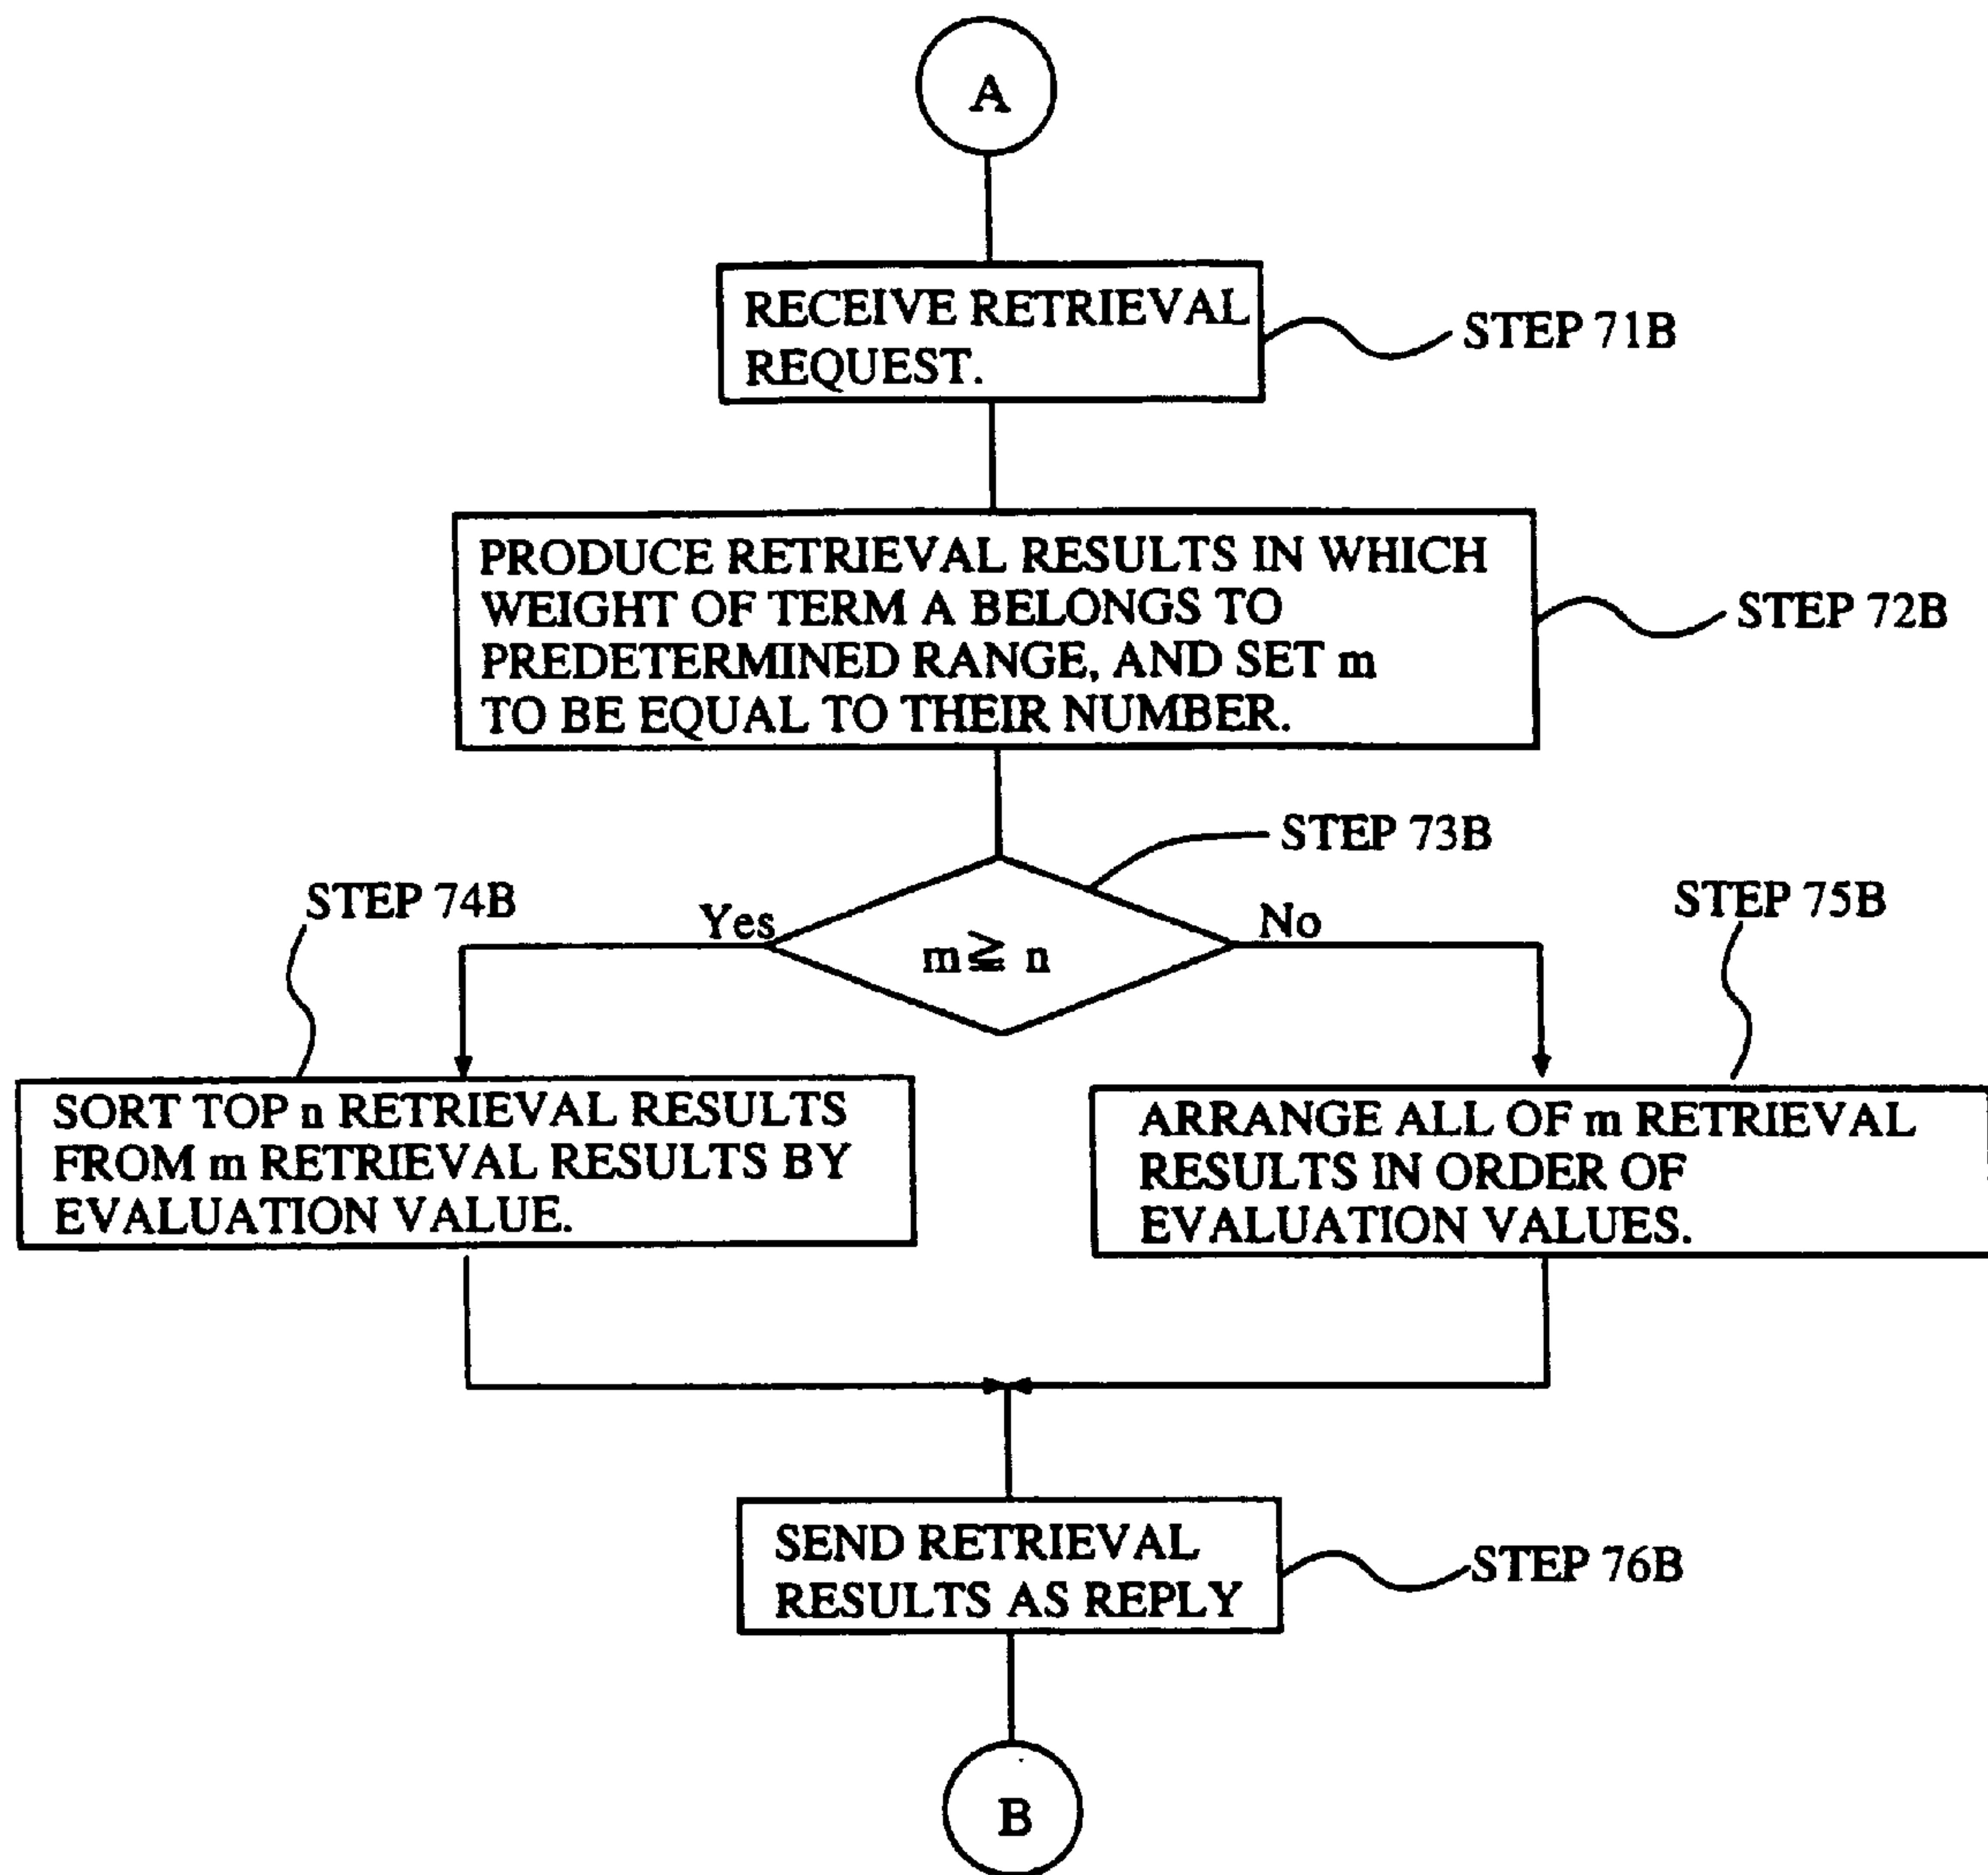 A
RECEIVE RETRIEVAL
REQUEST.
STEP 71B
PRODUCE RETRIEVAL RESULTS IN WHICH
WEIGHT OF TERM A BELONGS TO
PREDETERMINED RANGE, AND SET m
TO BE EQUAL TO THEIR NUMBER.
STEP 72B
STEP 73B
STEP 74B
Yes
m≧ n
No
STEP 75B
SORT TOP n RETRIEVAL RESULTS
FROM m RETRIEVAL RESULTS BY
EVALUATION VALUE.
ARRANGE ALL OF m RETRIEVAL
RESULTS IN ORDER OF
EVALUATION VALUES.
SEND RETRIEVAL
RESULTS AS REPLY
STEP 76B
B